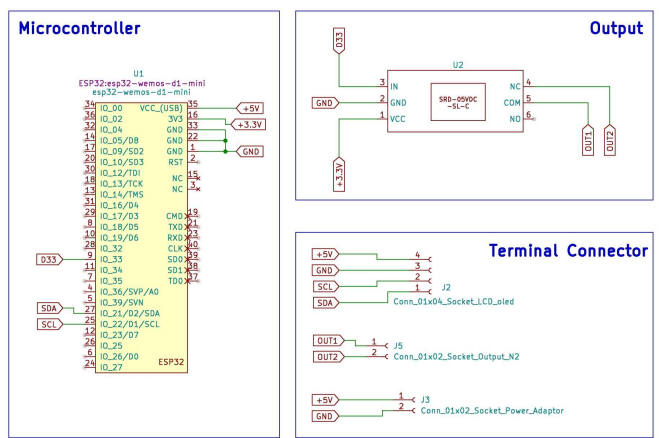 Microcontroller
U1
ESP32:esp32-wemos-d1-mini
esp32-wemos-d1-mini
34 IO_00 VCC_(USB) 35 +5V
36 IO_02 3V3 16 +3.3V
32 IO_04 GND 33
14 IO_05/D8 GND 22
17 IO_09/SD2 GND 1 GND
20 IO_10/SD3 RST 2
30 IO_12/TDI
18 IO_13/TCK NC 15
13 IO_14/TMS NC 3
31 IO_16/D4
29 IO_17/D3 CMD 19
8 IO_18/D5 TXD 21
10 IO_19/D6 RXD 23
28 IO_32 CLK 40
D33 9 IO_33 SD0 39
11 IO_34 SD1 38
7 IO_35 TD0 37
4 IO_36/SVP/A0
5 IO_39/SVN
SDA 27 IO_21/D2/SDA
SCL 25 IO_22/D1/SCL
12 IO_23/D7
26 IO_25
6 IO_26/D0
24 IO_27
ESP32
Output
D33
U2
3 IN NC 4
GND 2 GND COM 5
1 VCC NO 6
SRD-05VDC
-SL-C
+3.3V
OUT1
OUT2
Terminal Connector
+5V 4
GND 3
SCL 2
SDA 1
J2
Conn_01x04_Socket_LCD_oled
OUT1 1 J5
OUT2 2 Conn_01x02_Socket_Output_N2
+5V 1 J3
GND 2 Conn_01x02_Socket_Power_Adaptor